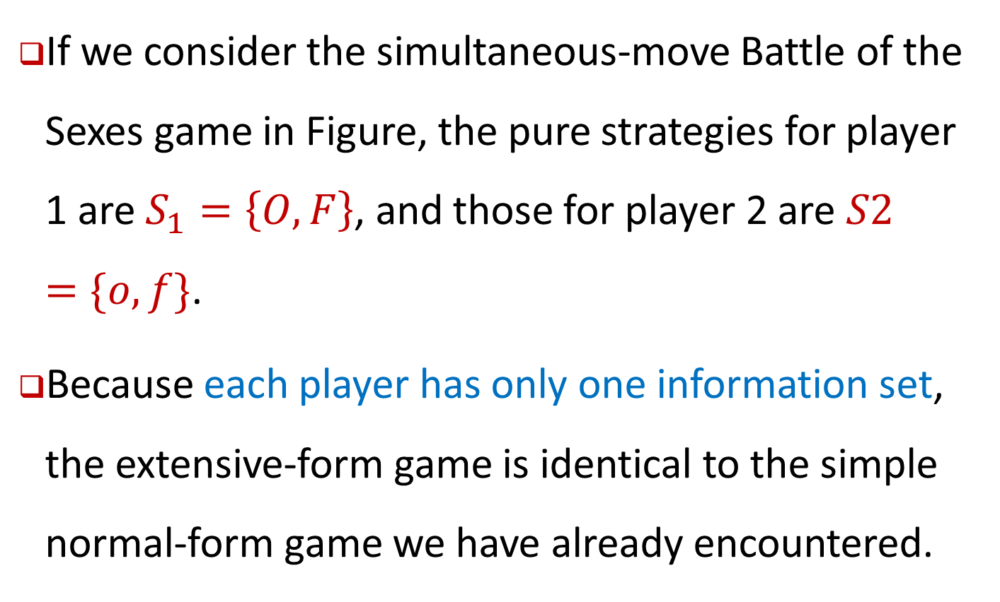 ❑If we consider the simultaneous-move Battle of the
Sexes game in Figure, the pure strategies for player
1 are 𝑆₁ = {𝑂, 𝐹}, and those for player 2 are 𝑆2
= {𝑜, 𝑓}.
❑Because each player has only one information set,
the extensive-form game is identical to the simple
normal-form game we have already encountered.